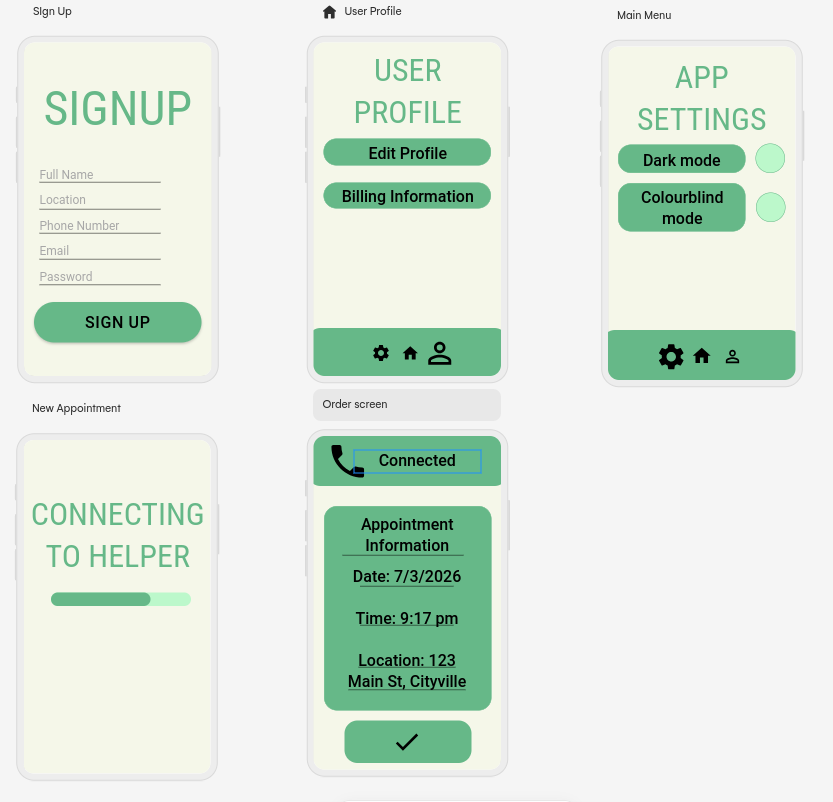 SIgn Up
SIGNUP
Full Name
Location
Phone Number
Email
Password
SIGN UP
User Profile
USER
PROFILE
Edit Profile
Billing Information
Main Menu
APP
SETTINGS
Dark mode
Colourblind
mode
New Appointment
CONNECTING
TO HELPER
Order screen
Connected
Appointment
Information
Date: 7/3/2026
Time: 9:17 pm
Location: 123
Main St, Cityville